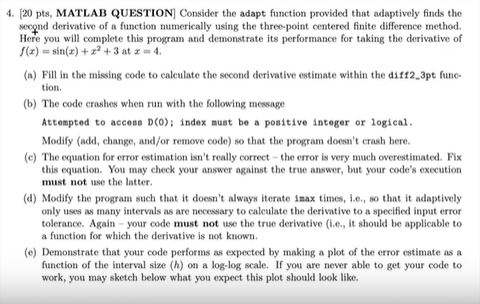 4. [20 pts, MATLAB QUESTION] Consider the adapt function provided that adaptively finds the
second derivative of a function numerically using the three-point centered finite difference method.
Here you will complete this program and demonstrate its performance for taking the derivative of
f(x) = sin(x) + x² + 3 at x = 4.
(a) Fill in the missing code to calculate the second derivative estimate within the diff2_3pt func-
tion.
(b) The code crashes when run with the following message
Attempted to access D(0); index must be a positive integer or logical.
Modify (add, change, and/or remove code) so that the program doesn't crash here.
(c) The equation for error estimation isn't really correct – the error is very much overestimated. Fix
this equation. You may check your answer against the true answer, but your code's execution
must not use the latter.
(d) Modify the program such that it doesn't always iterate imax times, i.e., so that it adaptively
only uses as many intervals as are necessary to calculate the derivative to a specified input error
tolerance. Again – your code must not use the true derivative (i.e., it should be applicable to
a function for which the derivative is not known.
(e) Demonstrate that your code performs as expected by making a plot of the error estimate as a
function of the interval size (h) on a log-log scale. If you are never able to get your code to
work, you may sketch below what you expect this plot should look like.